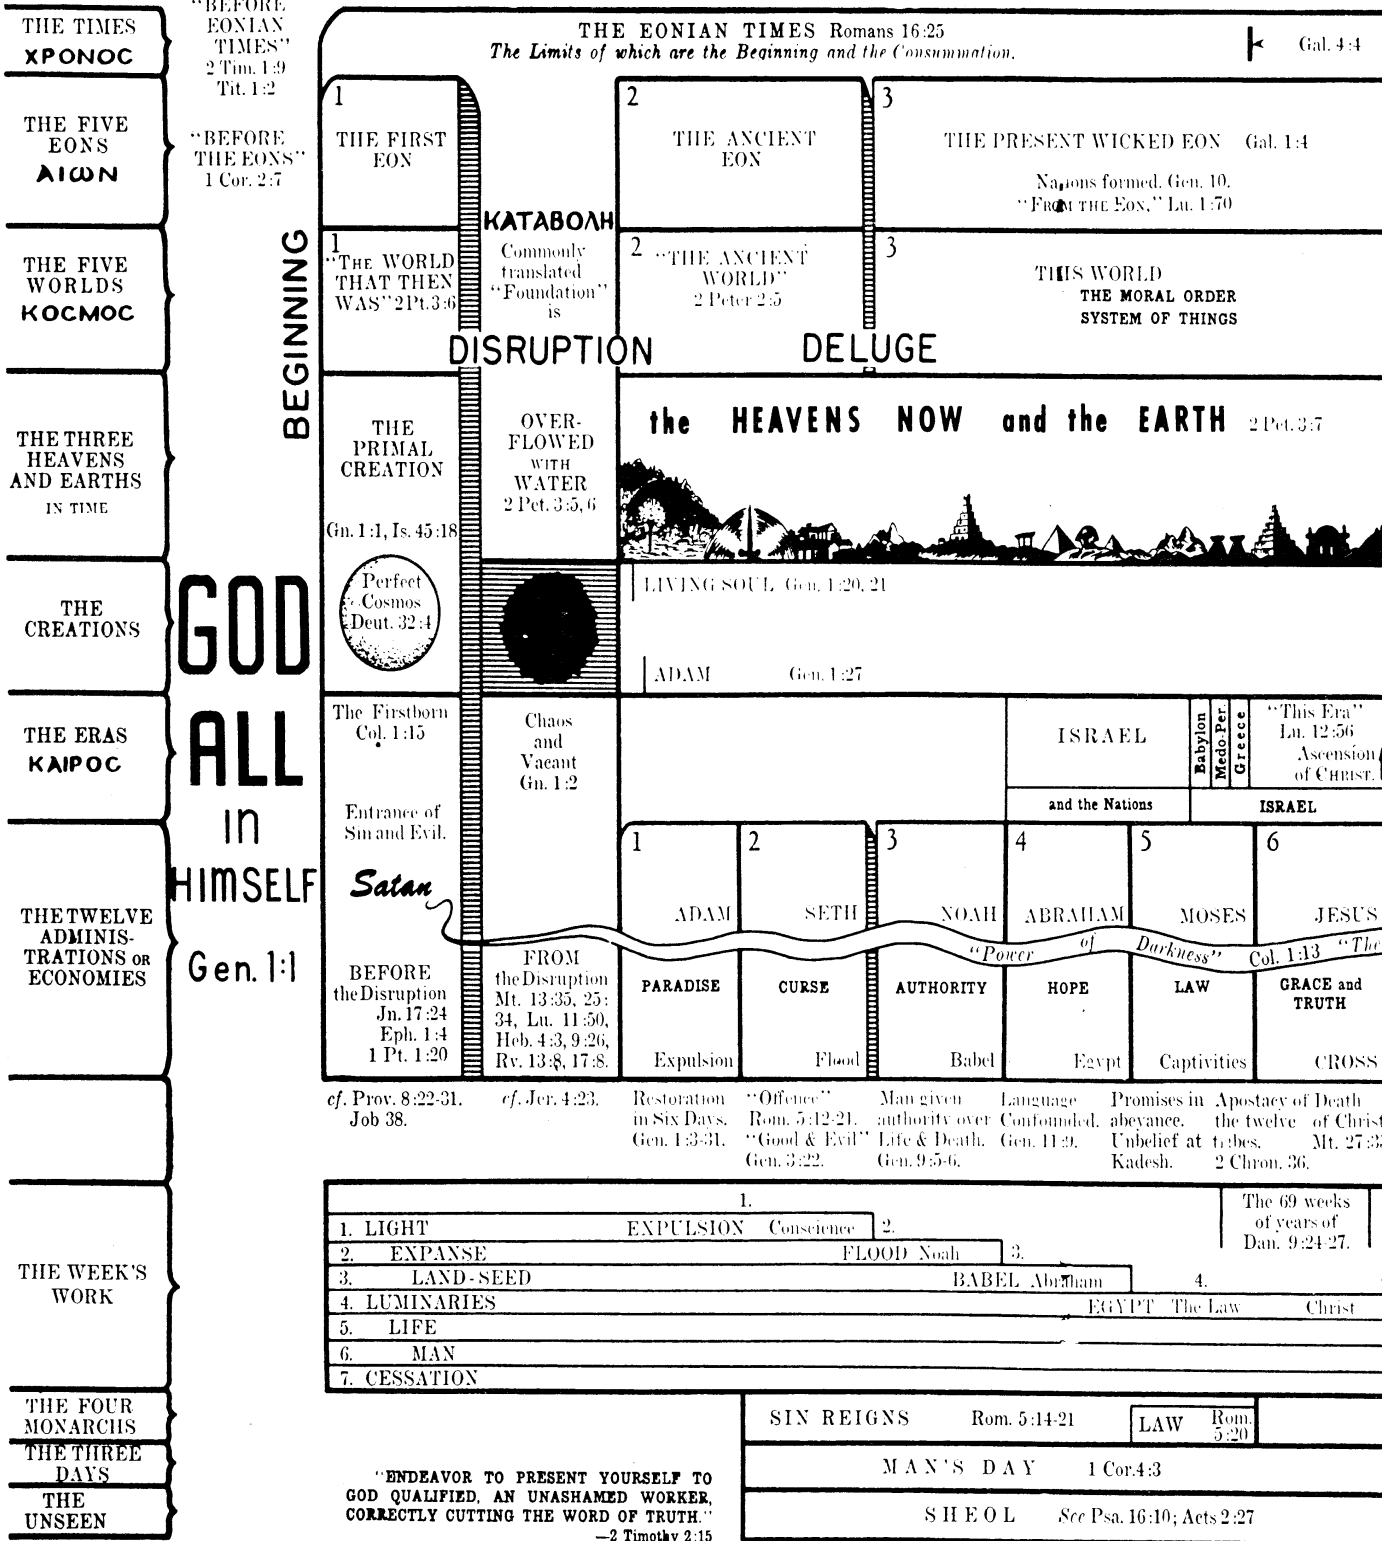 THE TIMES
ΧΡΟΝΟC
"BEFORE
EONIAN
TIMES"
2 Tim. 1:9
Tit. 1:2
THE EONIAN TIMES Romans 16:25
The Limits of which are the Beginning and the Consummation.
Gal. 4:4
THE FIVE
EONS
ΑΙωΝ
"BEFORE
THE EONS"
1 Cor. 2:7
1
THE FIRST
EON
2
THE ANCIENT
EON
3
THE PRESENT WICKED EON Gal. 1:4
Nations formed. Gen. 10.
"FROM THE EON," Lu. 1:70
THE FIVE
WORLDS
ΚΟCΜΟC
BEGINNING
1
"THE WORLD
THAT THEN
WAS" 2Pt.3:6
ΚΑΤΑΒΟΛΗ
Commonly
translated
"Foundation"
is
DISRUPTION
2
"THE ANCIENT
WORLD"
2 Peter 2:5
DELUGE
3
THIS WORLD
THE MORAL ORDER
SYSTEM OF THINGS
THE THREE
HEAVENS
AND EARTHS
IN TIME
THE
PRIMAL
CREATION
Gn. 1:1, Is. 45:18
OVER-
FLOWED
WITH
WATER
2 Pet. 3:5, 6
the HEAVENS NOW and the EARTH 2 Pet. 3:7
THE
CREATIONS
GOD
ALL
in
HIMSELF
Gen. 1:1
Perfect
Cosmos
Deut. 32:4
LIVING SOUL Gen. 1:20, 21
ADAM Gen. 1:27
THE ERAS
ΚΑΙΡΟC
The Firstborn
Col. 1:15
Entrance of
Sin and Evil.
Satan
Chaos
and
Vacant
Gn. 1:2
ISRAEL
and the Nations
Babylon
Medo-Per.
Greece
"This Era"
Lu. 12:56
Ascension
of CHRIST.
ISRAEL
THE TWELVE
ADMINIS-
TRATIONS OR
ECONOMIES
BEFORE
the Disruption
Jn. 17:24
Eph. 1:4
1 Pt. 1:20
FROM
the Disruption
Mt. 13:35, 25:
34, Lu. 11:50,
Heb. 4:3, 9:26,
Rv. 13:8, 17:8.
1
ADAM
PARADISE
Expulsion
2
SETH
CURSE
Flood
3
NOAH
AUTHORITY
Babel
4
ABRAHAM
HOPE
Egypt
5
MOSES
LAW
Captivities
6
JESUS
GRACE and
TRUTH
CROSS
"Power of Darkness" Col. 1:13 "The
cf. Prov. 8:22-31.
Job 38.
cf. Jer. 4:23.
Restoration
in Six Days.
Gen. 1:3-31.
"Offence"
Rom. 5:12-21.
"Good & Evil"
Gen. 3:22.
Man given
authority over
Life & Death.
Gen. 9:5-6.
Language
Confounded.
Gen. 11:9.
Promises in
abeyance.
Unbelief at
Kadesh.
Apostacy of
the twelve
tribes.
2 Chron. 36.
Death
of Christ
THE WEEK'S
WORK
1.
1. LIGHT EXPULSION Conscience 2.
2. EXPANSE FLOOD Noah 3.
3. LAND-SEED BABEL Abraham 4.
4. LUMINARIES EGYPT The Law Christ
5. LIFE
6. MAN
7. CESSATION
The 69 weeks
of years of
Dan. 9:24-27.
THE FOUR
MONARCHS
SIN REIGNS Rom. 5:14-21
LAW Rom.
5:20
THE THREE
DAYS
MAN'S DAY 1 Cor.4:3
THE
UNSEEN
SHEOL See Psa. 16:10; Acts 2:27
"ENDEAVOR TO PRESENT YOURSELF TO
GOD QUALIFIED, AN UNASHAMED WORKER,
CORRECTLY CUTTING THE WORD OF TRUTH."
—2 Timothy 2:15